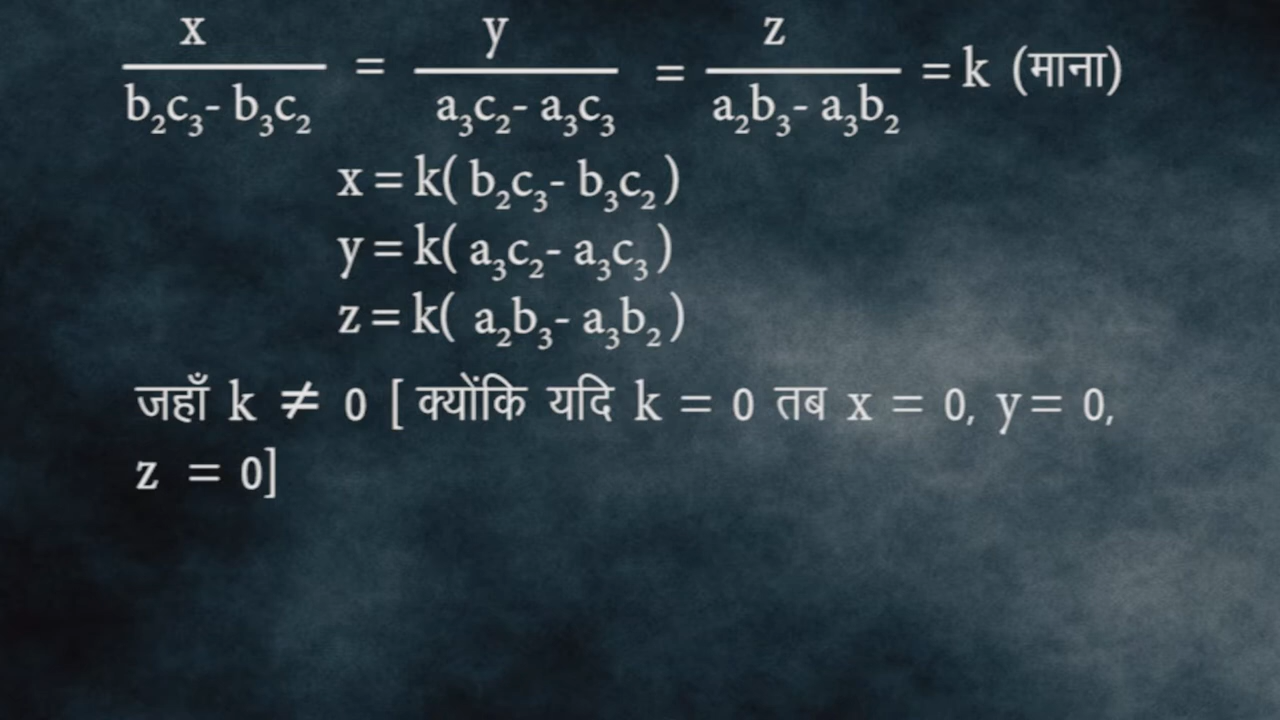 x/(b₂c₃- b₃c₂) = y/(a₃c₂- a₃c₃) = z/(a₂b₃- a₃b₂) = k (माना)
x = k( b₂c₃- b₃c₂ )
y = k( a₃c₂- a₃c₃ )
z = k( a₂b₃- a₃b₂ )
जहाँ k ≠ 0 [ क्योंकि यदि k = 0 तब x = 0, y = 0,
z = 0]